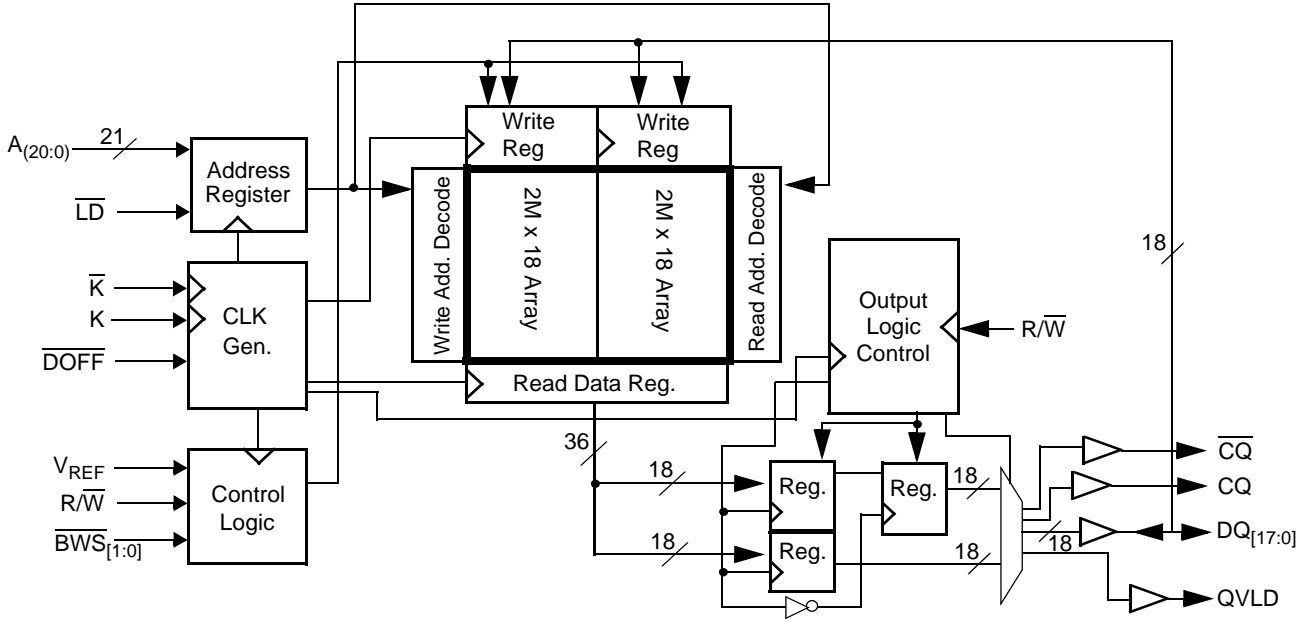 A(20:0)
21
LD
Address
Register
K
K
DOFF
CLK
Gen.
VREF
R/W
BWS[1:0]
Control
Logic
Write
Reg
Write
Reg
Write Add. Decode
2M x 18 Array
2M x 18 Array
Read Add. Decode
Read Data Reg.
36
18
18
Output
Logic
Control
R/W
18
Reg.
Reg.
Reg.
18
18
18
CQ
CQ
DQ[17:0]
QVLD